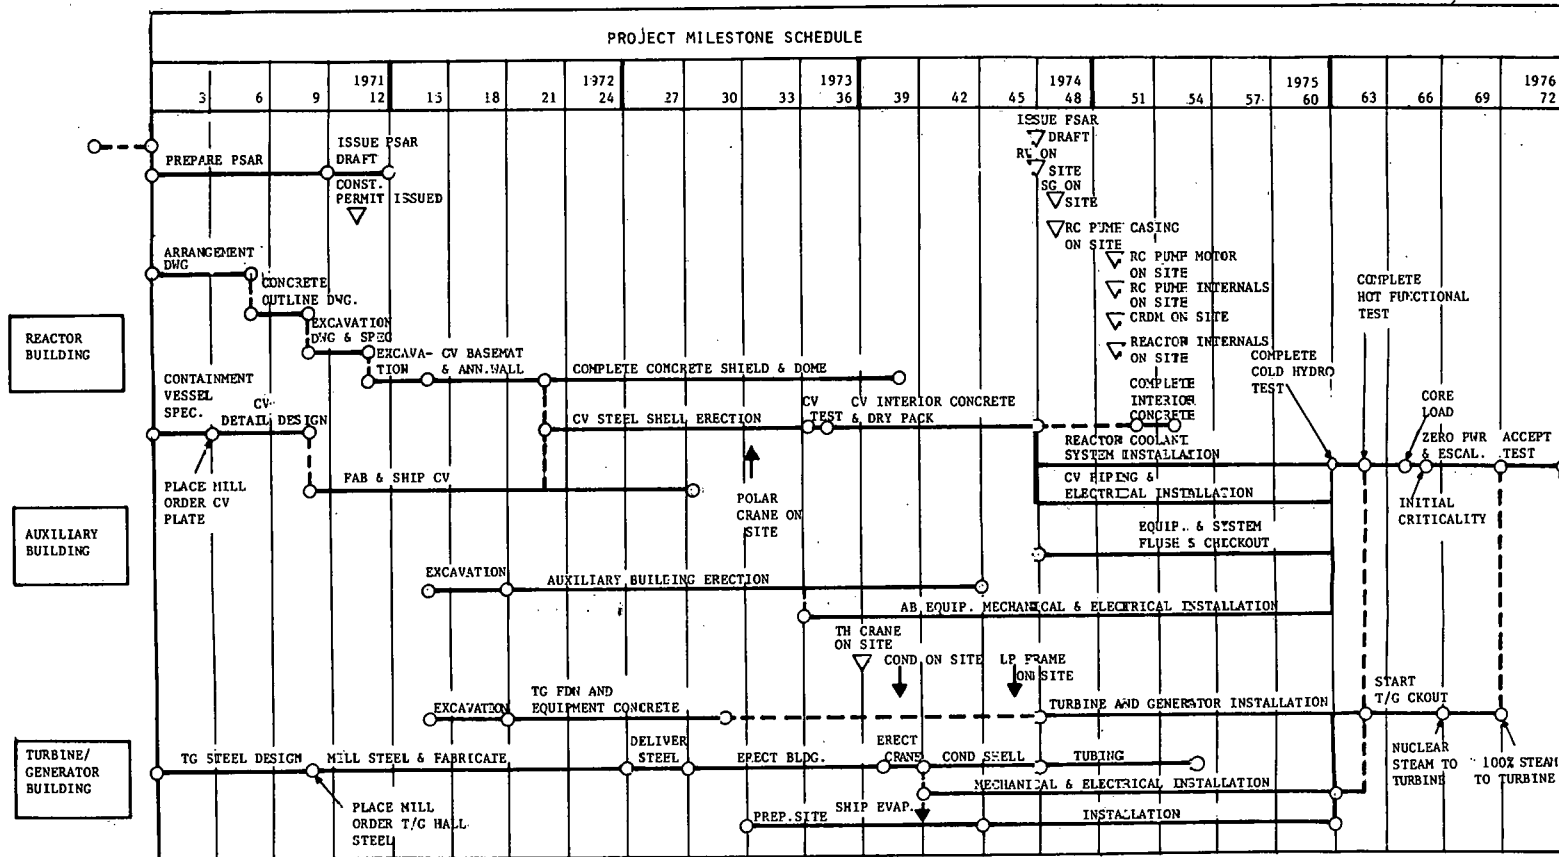 PROJECT MILESTONE SCHEDULE
1971 1972 1973 1974 1975 1976
3 6 9 12 15 18 21 24 27 30 33 36 39 42 45 48 51 54 57 60 63 66 69 72
ISSUE FSAR
DRAFT
RV ON
SITE
SG ON
SITE
PREPARE PSAR
ISSUE PSAR
DRAFT
CONST.
PERMIT ISSUED
RC PUMP CASING
ON SITE
RC PUMP MOTOR
ON SITE
RC PUMP INTERNALS
ON SITE
CRDM ON SITE
REACTOR INTERNALS
ON SITE
ARRANGEMENT
DWG
CONCRETE
OUTLINE DWG.
EXCAVATION
DWG & SPEC
COMPLETE
HOT FUNCTIONAL
TEST
REACTOR
BUILDING
EXCAVA-
TION
CV BASEMAT
& ANN.WALL
COMPLETE CONCRETE SHIELD & DOME
COMPLETE
COLD HYDRO
TEST
CONTAINMENT
VESSEL
SPEC.
CV
DETAIL DESIGN
CV STEEL SHELL ERECTION
CV
TEST
CV INTERIOR CONCRETE
& DRY PACK
COMPLETE
INTERIOR
CONCRETE
CORE
LOAD
REACTOR COOLANT
SYSTEM INSTALLATION
ZERO PWR
& ESCAL.
ACCEPT
TEST
PLACE MILL
ORDER CV
PLATE
FAB & SHIP CV
POLAR
CRANE ON
SITE
CV PIPING &
ELECTRICAL INSTALLATION
INITIAL
CRITICALITY
AUXILIARY
BUILDING
EQUIP. & SYSTEM
FLUSH & CHECKOUT
EXCAVATION
AUXILIARY BUILDING ERECTION
AB EQUIP. MECHANICAL & ELECTRICAL INSTALLATION
TH CRANE
ON SITE
COND ON SITE
LP FRAME
ON SITE
EXCAVATION
TG FDN AND
EQUIPMENT CONCRETE
TURBINE AND GENERATOR INSTALLATION
START
T/G CKOUT
TURBINE/
GENERATOR
BUILDING
TG STEEL DESIGN
MILL STEEL & FABRICATE
DELIVER
STEEL
ERECT BLDG.
ERECT
CRANE
COND SHELL
TUBING
NUCLEAR
STEAM TO
TURBINE
100% STEAM
TO TURBINE
MECHANICAL & ELECTRICAL INSTALLATION
PLACE MILL
ORDER T/G HALL
STEEL
PREP.SITE
SHIP EVAP.
INSTALLATION